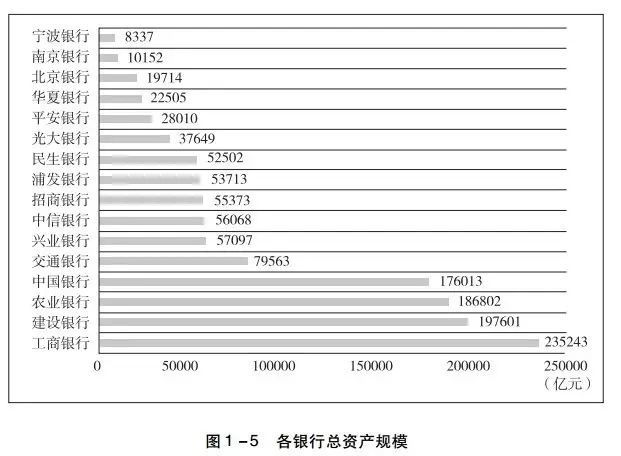 宁波银行 8337
南京银行 10152
北京银行 19714
华夏银行 22505
平安银行 28010
光大银行 37649
民生银行 52502
浦发银行 53713
招商银行 55373
中信银行 56068
兴业银行 57097
交通银行 79563
中国银行 176013
农业银行 186802
建设银行 197601
工商银行 235243
0 50000 100000 150000 200000 250000
（亿元）
图1-5 各银行总资产规模